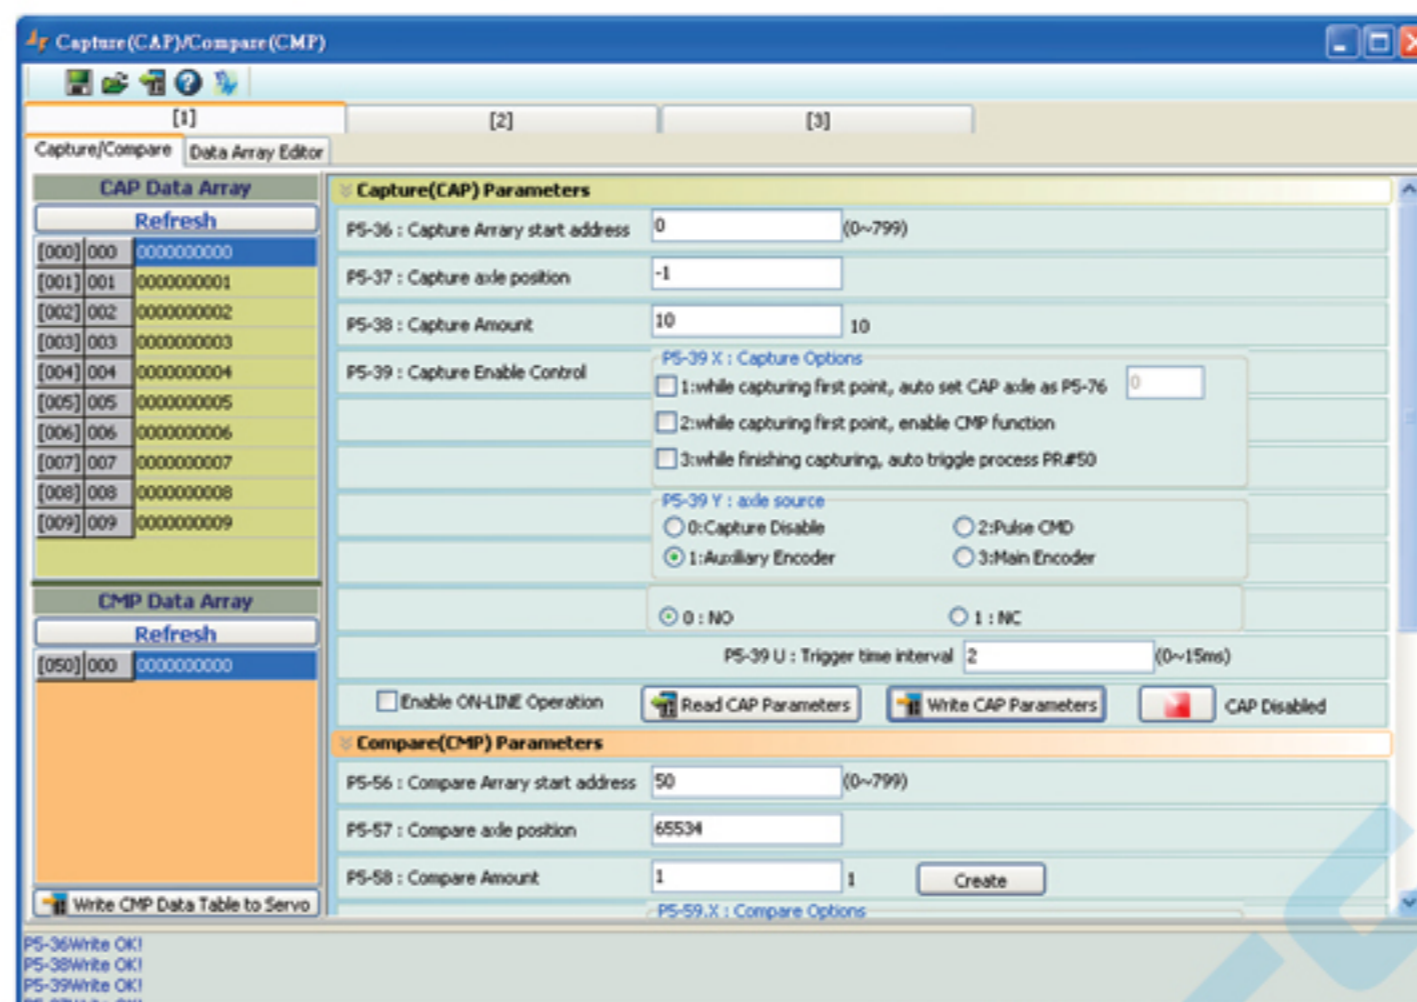 Capture(CAP)/Compare(CMP)
[1] [2] [3]
Capture/Compare Data Array Editor
CAP Data Array
Refresh
[000] 000 0000000000
[001] 001 0000000001
[002] 002 0000000002
[003] 003 0000000003
[004] 004 0000000004
[005] 005 0000000005
[006] 006 0000000006
[007] 007 0000000007
[008] 008 0000000008
[009] 009 0000000009
CMP Data Array
Refresh
[050] 000 0000000000
Write CMP Data Table to Servo
Capture(CAP) Parameters
P5-36 : Capture Arrary start address 0 (0~799)
P5-37 : Capture axle position -1
P5-38 : Capture Amount 10 10
P5-39 : Capture Enable Control
P5-39 X : Capture Options
1:while capturing first point, auto set CAP axle as P5-76 0
2:while capturing first point, enable CMP function
3:while finishing capturing, auto triggle process PR#50
P5-39 Y : axle source
0:Capture Disable 2:Pulse CMD
1:Auxiliary Encoder 3:Main Encoder
0 : NO 1 : NC
P5-39 U : Trigger time interval 2 (0~15ms)
Enable ON-LINE Operation Read CAP Parameters Write CAP Parameters CAP Disabled
Compare(CMP) Parameters
P5-56 : Compare Arrary start address 50 (0~799)
P5-57 : Compare axle position 65534
P5-58 : Compare Amount 1 1 Create
P5-59.X : Compare Options
P5-36Write OK!
P5-38Write OK!
P5-39Write OK!